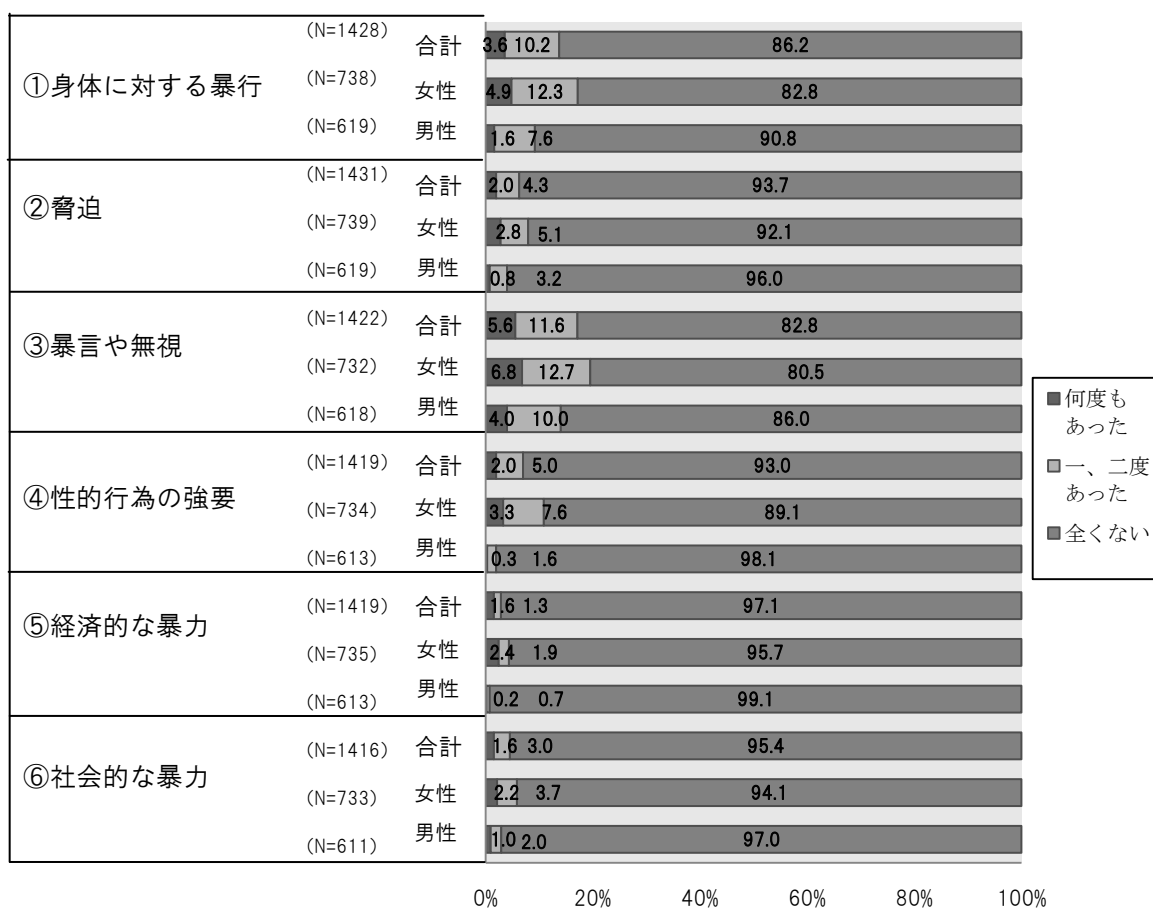 (N=1428) 合計 3.6 10.2 86.2
①身体に対する暴行 (N=738) 女性 4.9 12.3 82.8
(N=619) 男性 1.6 7.6 90.8
(N=1431) 合計 2.0 4.3 93.7
②脅迫 (N=739) 女性 2.8 5.1 92.1
(N=619) 男性 0.8 3.2 96.0
(N=1422) 合計 5.6 11.6 82.8
③暴言や無視 (N=732) 女性 6.8 12.7 80.5
(N=618) 男性 4.0 10.0 86.0
(N=1419) 合計 2.0 5.0 93.0
④性的行為の強要 (N=734) 女性 3.3 7.6 89.1
(N=613) 男性 0.3 1.6 98.1
(N=1419) 合計 1.6 1.3 97.1
⑤経済的な暴力 (N=735) 女性 2.4 1.9 95.7
(N=613) 男性 0.2 0.7 99.1
(N=1416) 合計 1.6 3.0 95.4
⑥社会的な暴力 (N=733) 女性 2.2 3.7 94.1
(N=611) 男性 1.0 2.0 97.0
0% 20% 40% 60% 80% 100%
何度も
あった
一、二度
あった
全くない